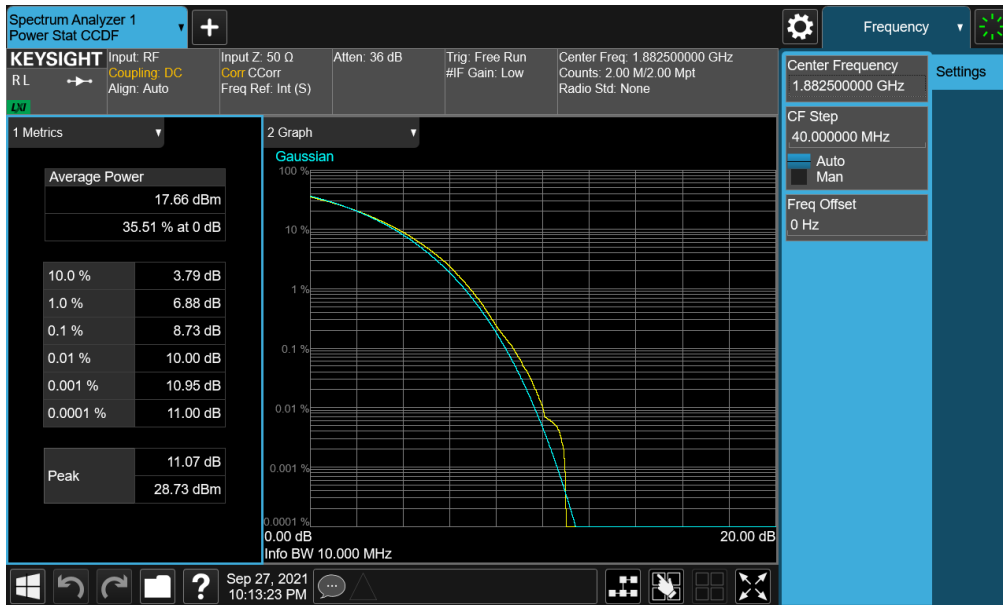 Spectrum Analyzer 1
Power Stat CCDF
Frequency
KEYSIGHT
RL
LXI
Input: RF
Coupling: DC
Align: Auto
Input Z: 50 Ω
Corr CCorr
Freq Ref: Int (S)
Atten: 36 dB
Trig: Free Run
#IF Gain: Low
Center Freq: 1.882500000 GHz
Counts: 2.00 M/2.00 Mpt
Radio Std: None
Center Frequency
1.882500000 GHz
Settings
CF Step
40.000000 MHz
Auto
Man
Freq Offset
0 Hz
1 Metrics
Average Power
17.66 dBm
35.51 % at 0 dB
10.0 % 3.79 dB
1.0 % 6.88 dB
0.1 % 8.73 dB
0.01 % 10.00 dB
0.001 % 10.95 dB
0.0001 % 11.00 dB
Peak
11.07 dB
28.73 dBm
2 Graph
Gaussian
100 %
10 %
1 %
0.1 %
0.01 %
0.001 %
0.0001 %
0.00 dB 20.00 dB
Info BW 10.000 MHz
?
Sep 27, 2021
10:13:23 PM